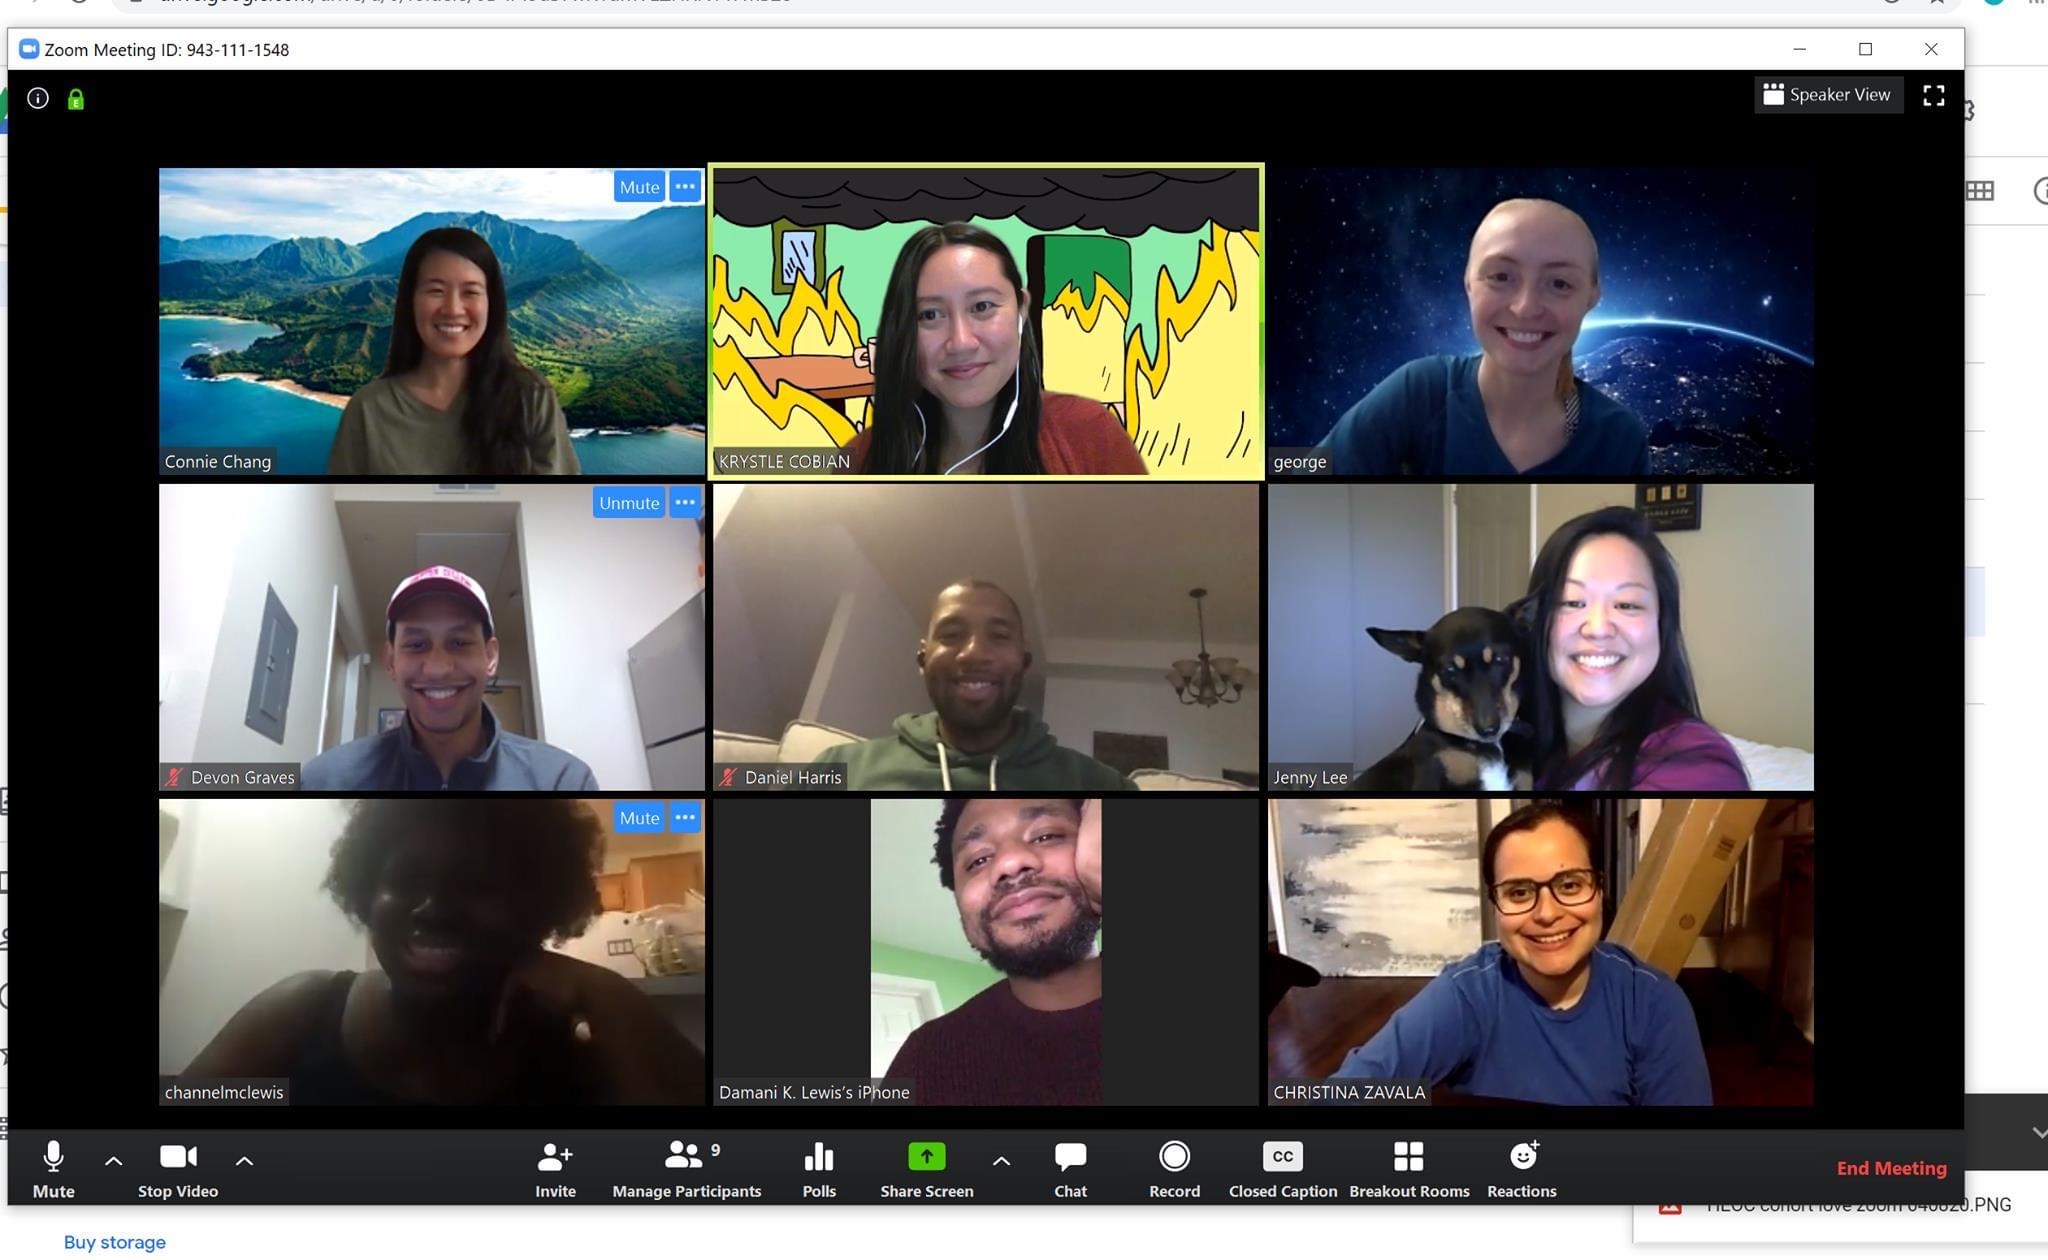 Zoom Meeting ID: 943-111-1548
Speaker View
Mute
Connie Chang
KRYSTLE COBIAN
george
Unmute
Devon Graves
Daniel Harris
Jenny Lee
Mute
channelmclewis
Damani K. Lewis's iPhone
CHRISTINA ZAVALA
9
CC
Mute
Stop Video
Invite
Manage Participants
Polls
Share Screen
Chat
Record
Closed Caption
Breakout Rooms
Reactions
End Meeting
cohort love zoom 040820.PNG
Buy storage